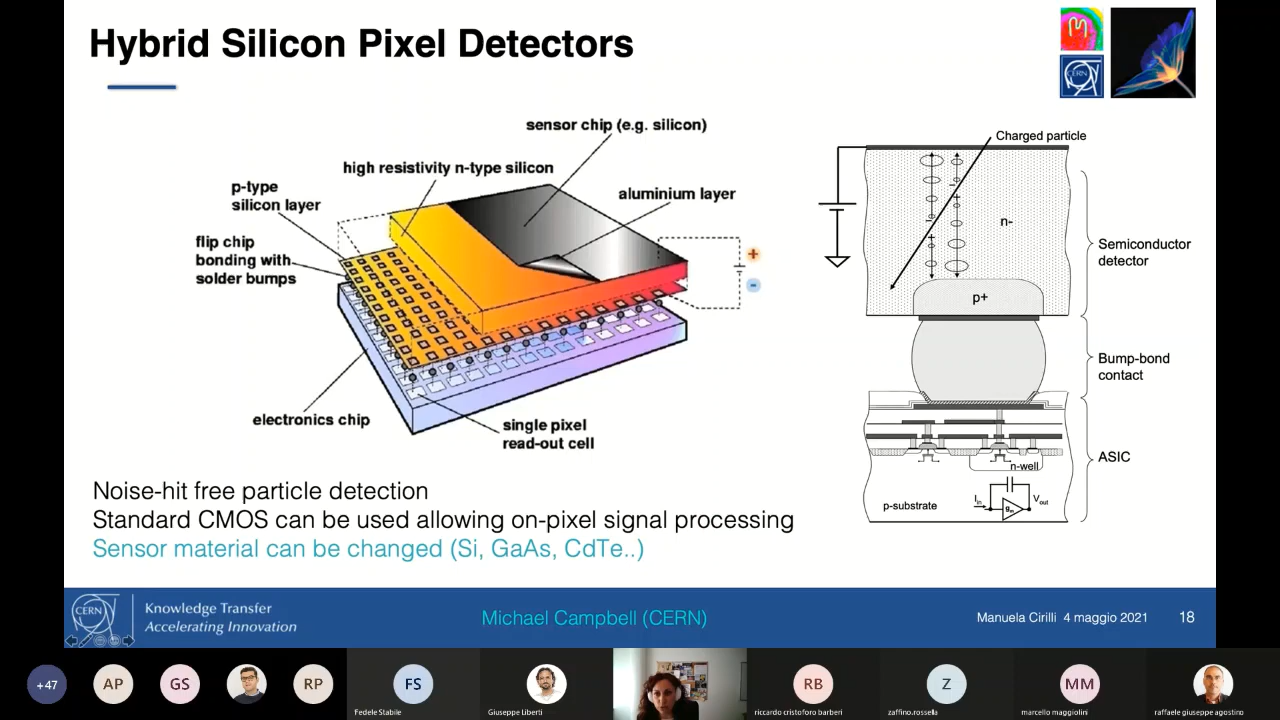 Hybrid Silicon Pixel Detectors
CERN
sensor chip (e.g. silicon)
high resistivity n-type silicon
p-type
silicon layer
aluminium layer
flip chip
bonding with
solder bumps
+
-
electronics chip
single pixel
read-out cell
Charged particle
n-
p+
Semiconductor
detector
Bump-bond
contact
ASIC
n-well
p-substrate
Iin
gm
Vout
Noise-hit free particle detection
Standard CMOS can be used allowing on-pixel signal processing
Sensor material can be changed (Si, GaAs, CdTe..)
CERN
Knowledge Transfer
Accelerating Innovation
Michael Campbell (CERN)
Manuela Cirilli 4 maggio 2021
18
+47
AP
GS
RP
FS
Fedele Stabile
Giuseppe Liberti
RB
riccardo cristoforo barberi
Z
zaffino.rossella
MM
marcello maggiolini
raffaele giuseppe agostino